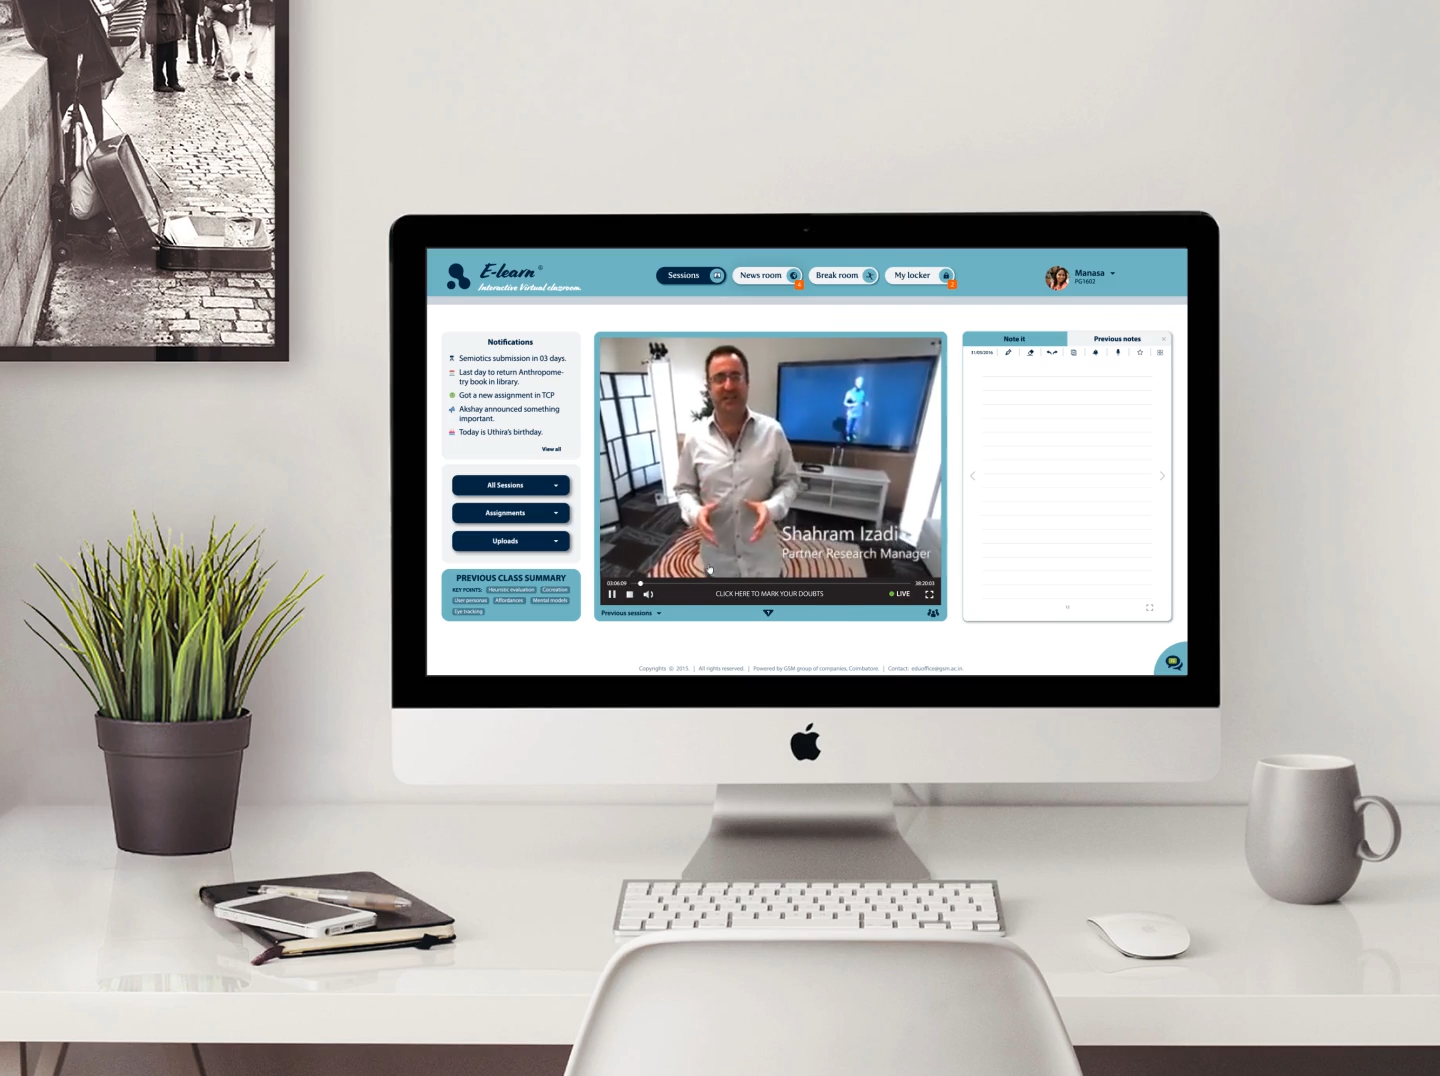 E-learn ©
Interactive Virtual classroom.
Sessions
News room
Break room
My locker
2
Manasa
PG1602
Notifications
Semiotics submission in 03 days.
Last day to return Anthropome-
try book in library.
Got a new assignment in TCP
Akshay announced something
important.
Today is Uthira's birthday.
View all
All Sessions
Assignments
Uploads
PREVIOUS CLASS SUMMARY
KEY POINTS: Heuristic evaluation Cocreation
User personas Affordances Mental models
Eye tracking
Shahram Izadi
Partner Research Manager
03:06:09
38:20:03
CLICK HERE TO MARK YOUR DOUBTS
LIVE
Previous sessions
Note it
Previous notes
31/03/2016
Copyrights © 2015. | All rights reserved. | Powered by GSM group of companies, Coimbatore. | Contact: eduoffice@gsm.ac.in.